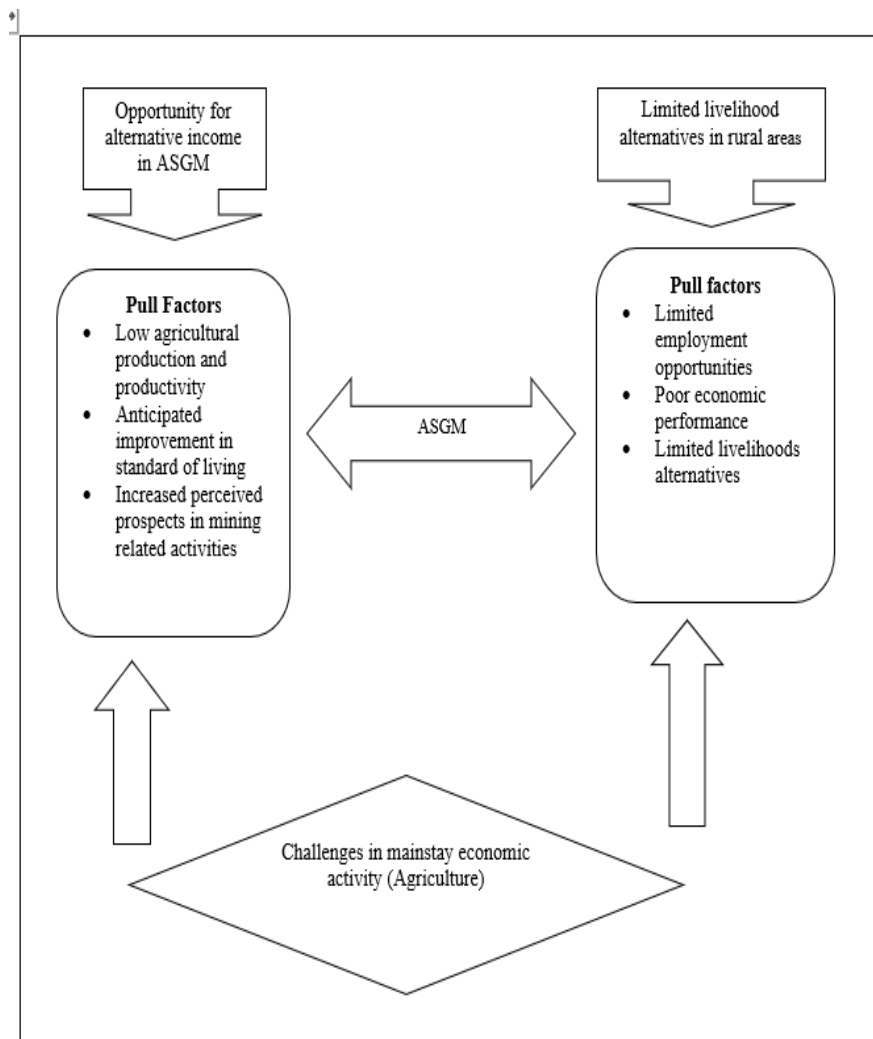 Opportunity for
alternative income
in ASGM
Limited livelihood
alternatives in rural areas
Pull Factors
• Low agricultural
production and
productivity
• Anticipated
improvement in
standard of living
• Increased perceived
prospects in mining
related activities
ASGM
Pull factors
• Limited
employment
opportunities
• Poor economic
performance
• Limited livelihoods
alternatives
Challenges in mainstay economic
activity (Agriculture)